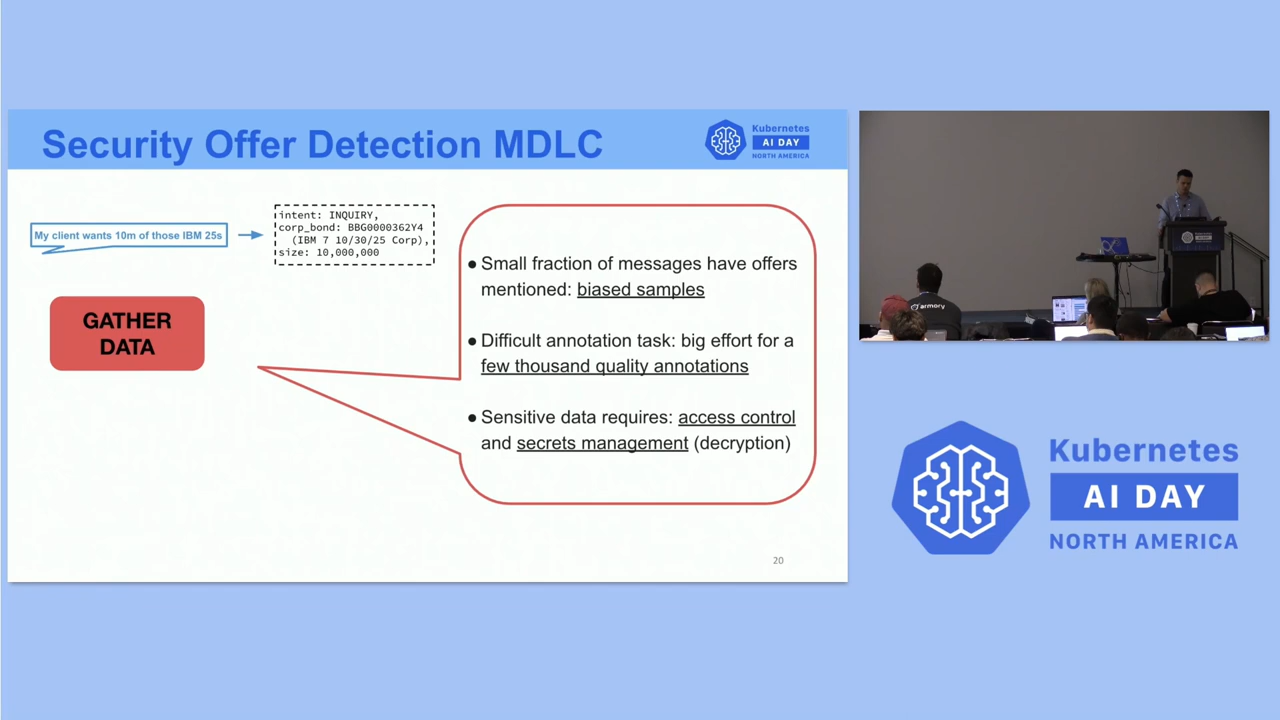 Security Offer Detection MDLC
Kubernetes
AI DAY
NORTH AMERICA
My client wants 10m of those IBM 25s
intent: INQUIRY,
corp_bond: BBG0000362Y4
(IBM 7 10/30/25 Corp),
size: 10,000,000
GATHER
DATA
● Small fraction of messages have offers
mentioned: biased samples
● Difficult annotation task: big effort for a
few thousand quality annotations
● Sensitive data requires: access control
and secrets management (decryption)
20
armory
Kubernetes
AI DAY
NORTH AMERICA